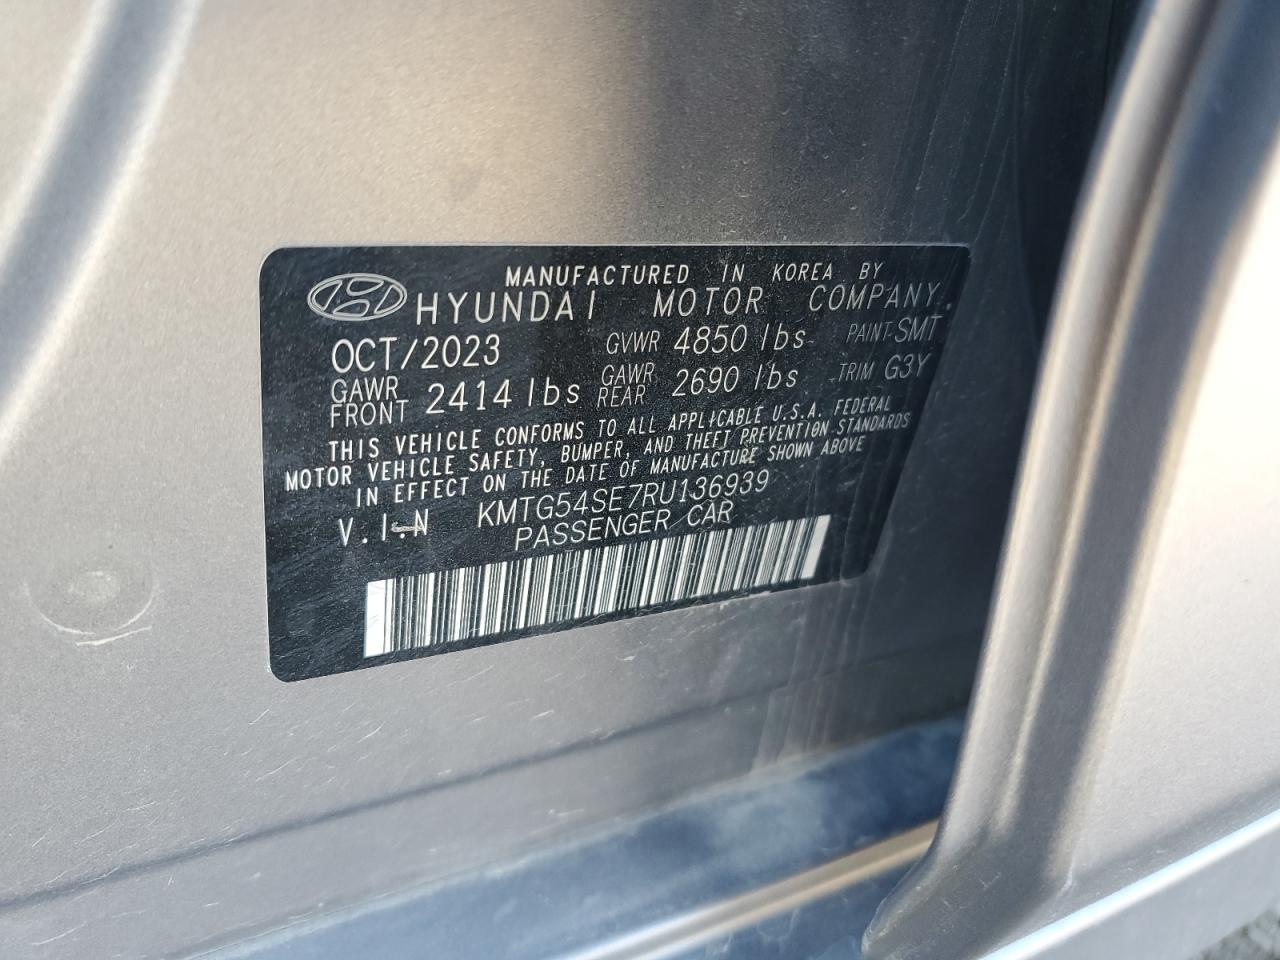 MANUFACTURED IN KOREA BY
HYUNDAI MOTOR COMPANY.
OCT/2023 GVWR 4850 lbs PAINT SMT
GAWR FRONT 2414 lbs GAWR REAR 2690 lbs TRIM G3Y
THIS VEHICLE CONFORMS TO ALL APPLICABLE U.S.A. FEDERAL
MOTOR VEHICLE SAFETY, BUMPER, AND THEFT PREVENTION STANDARDS
IN EFFECT ON THE DATE OF MANUFACTURE SHOWN ABOVE
V.I.N KMTG54SE7RU136939
PASSENGER CAR